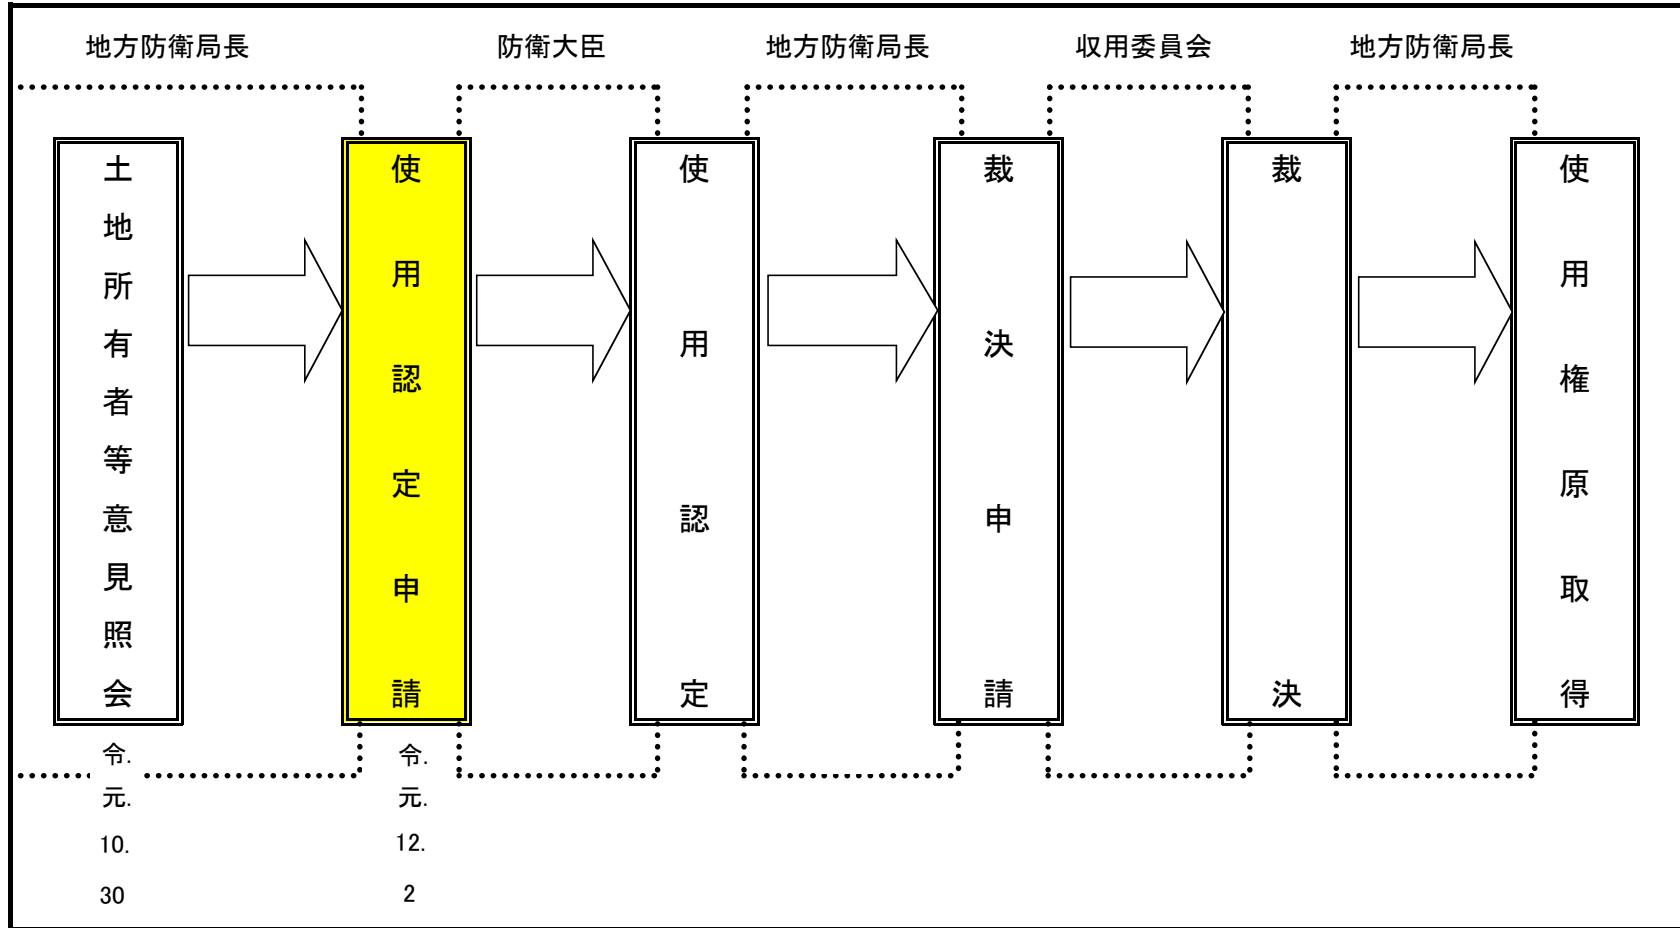 地方防衛局長
防衛大臣
地方防衛局長
収用委員会
地方防衛局長
土地所有者等意見照会
使用認定申請
使用認定
裁決申請
裁決
使用権原取得
令.
元.
10.
30
令.
元.
12.
2